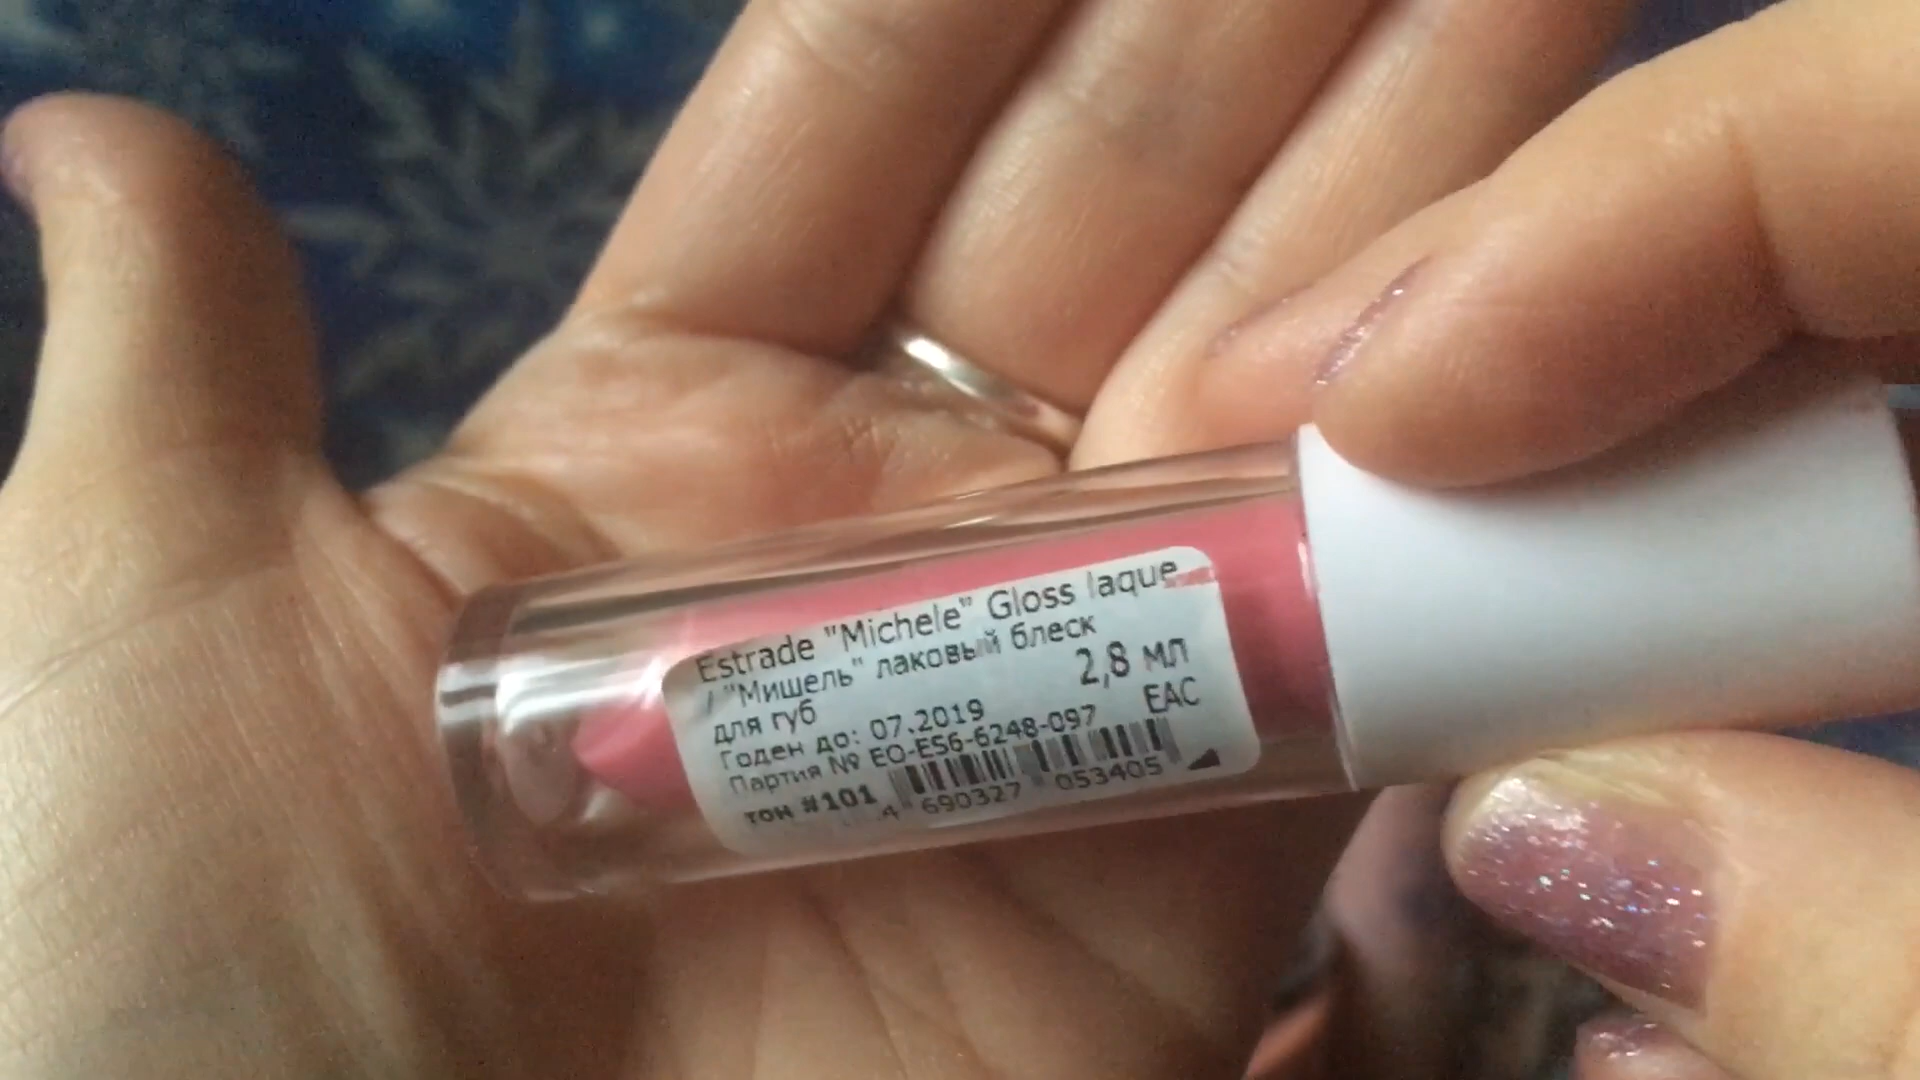 Estrade "Michele" Gloss laque
/ "Мишель" лаковый блеск
для губ 2,8 мл
Годен до: 07.2019 EAC
Партия № EO-ES6-6248-097
тон #101
4 690327 053405